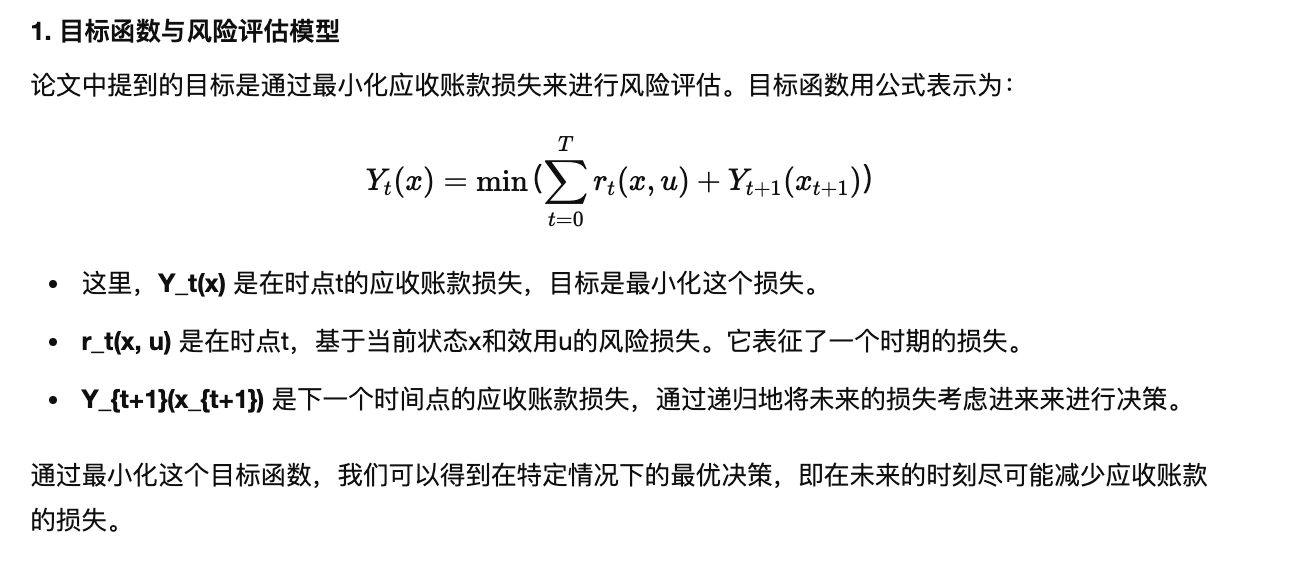 1. 目标函数与风险评估模型
论文中提到的目标是通过最小化应收账款损失来进行风险评估。目标函数用公式表示为：
Y_t(x) = min(∑_{t=0}^{T} r_t(x, u) + Y_{t+1}(x_{t+1}))
• 这里，Y_t(x) 是在时点t的应收账款损失，目标是最小化这个损失。
• r_t(x, u) 是在时点t，基于当前状态x和效用u的风险损失。它表征了一个时期的损失。
• Y_{t+1}(x_{t+1}) 是下一个时间点的应收账款损失，通过递归地将未来的损失考虑进来来进行决策。
通过最小化这个目标函数，我们可以得到在特定情况下的最优决策，即在未来的时刻尽可能减少应收账款
的损失。